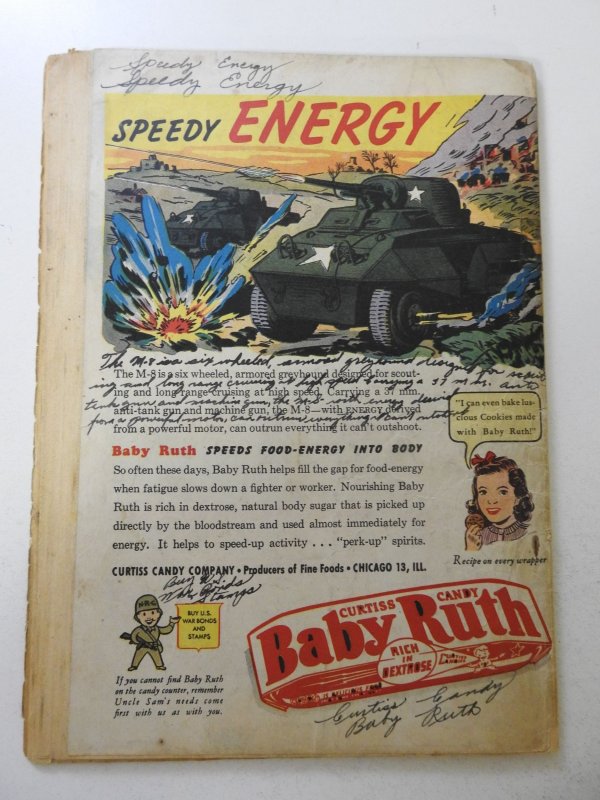 Speedy Energy
Speedy Energy
SPEEDY ENERGY
The M-8 is a six wheeled, armored greyhound designed for scout-
ing and long range cruising at high speed. Carrying a 37 mm.
anti-tank gun and machine gun, the M-8—with ENERGY derived
from a powerful motor, can outrun everything it can't outshoot.
"I can even bake lus-
cious Cookies made
with Baby Ruth!"
Baby Ruth SPEEDS FOOD-ENERGY INTO BODY
So often these days, Baby Ruth helps fill the gap for food-energy
when fatigue slows down a fighter or worker. Nourishing Baby
Ruth is rich in dextrose, natural body sugar that is picked up
directly by the bloodstream and used almost immediately for
energy. It helps to speed-up activity . . . "perk-up" spirits.
Recipe on every wrapper
CURTISS CANDY COMPANY • Producers of Fine Foods • CHICAGO 13, ILL.
Buy U.S.
War Bonds
Stamps
BUY U.S.
WAR BONDS
AND
STAMPS
If you cannot find Baby Ruth
on the candy counter, remember
Uncle Sam's needs come
first with us as with you.
CURTISS CANDY
Baby Ruth
RICH
IN
DEXTROSE
Curtiss Candy
Baby Ruth